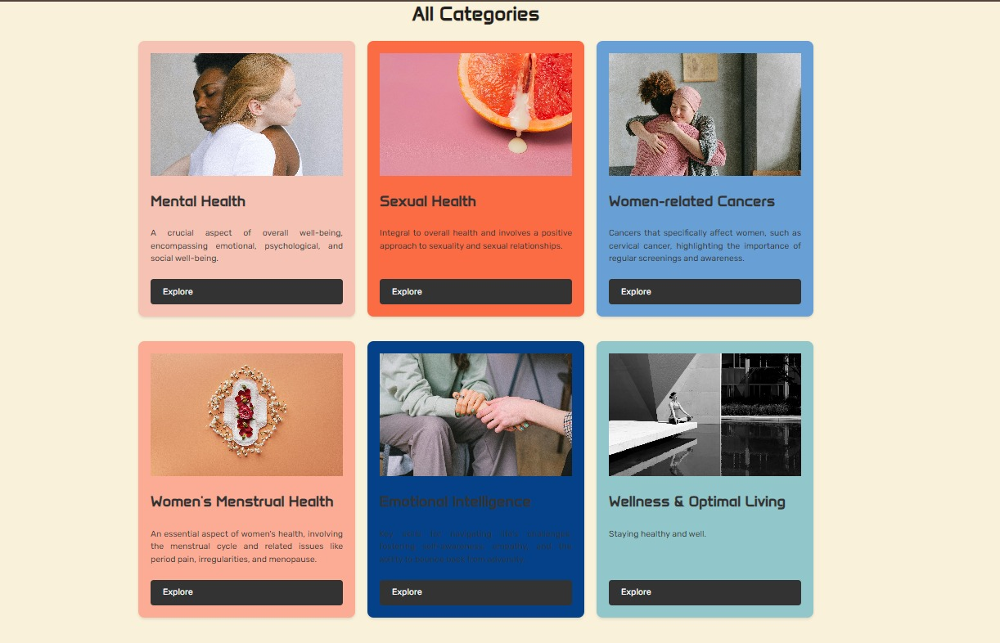 All Categories
Mental Health
A crucial aspect of overall well-being,
encompassing emotional, psychological, and
social well-being.
Explore
Sexual Health
Integral to overall health and involves a positive
approach to sexuality and sexual relationships.
Explore
Women-related Cancers
Cancers that specifically affect women, such as
cervical cancer, highlighting the importance of
regular screenings and awareness.
Explore
Women's Menstrual Health
An essential aspect of women's health, involving
the menstrual cycle and related issues like
period pain, irregularities, and menopause.
Explore
Emotional Intelligence
Key skills for navigating life's challenges,
fostering self-awareness, empathy, and the
ability to bounce back from adversity.
Explore
Wellness & Optimal Living
Staying healthy and well.
Explore